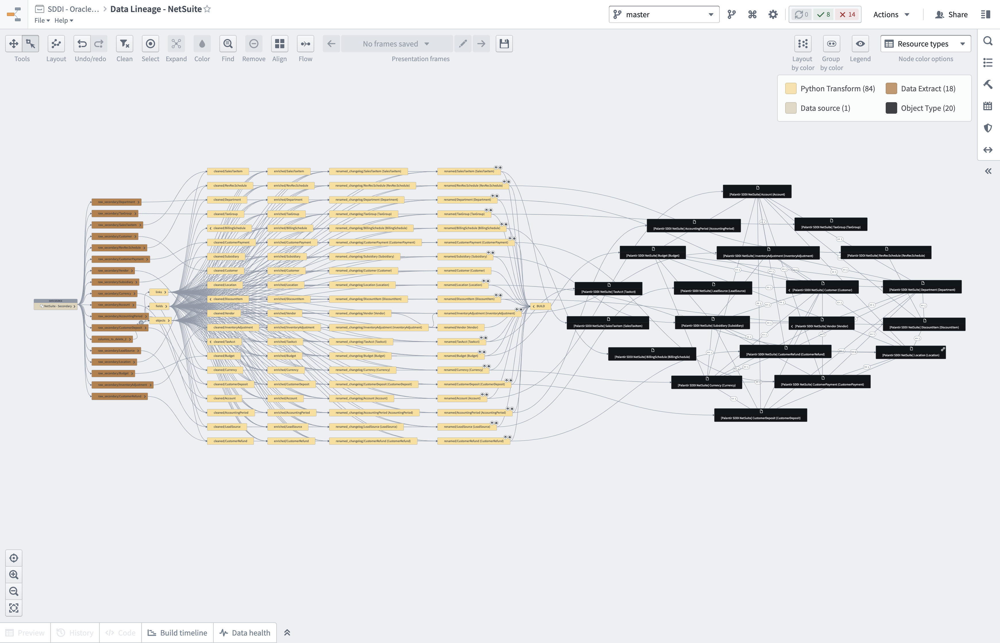 SDDI - Oracle… > Data Lineage - NetSuite
File Help
master
0 8 14
Actions
Share
Tools
Layout
Undo/redo
Clean
Select
Expand
Color
Find
Remove
Align
Flow
No frames saved
Presentation frames
Layout by color
Group by color
Legend
Resource types
Node color options
Python Transform (84)
Data Extract (18)
Data source (1)
Object Type (20)
DATA SOURCE
NetSuite - Secondary
raw_secondary/Department
raw_secondary/TaxGroup
raw_secondary/SalesTaxItem
raw_secondary/Customer
raw_secondary/RevRecSchedule
raw_secondary/CustomerPayment
raw_secondary/Vendor
raw_secondary/Subsidiary
raw_secondary/Currency
raw_secondary/Account
raw_secondary/AccountingPeriod
raw_secondary/CustomerDeposit
columns_to_delete_2
raw_secondary/LeadSource
raw_secondary/Location
raw_secondary/Budget
raw_secondary/InventoryAdjustment
raw_secondary/CustomerRefund
links
fields
objects
cleaned/SalesTaxItem
cleaned/RevRecSchedule
cleaned/Department
cleaned/TaxGroup
cleaned/BillingSchedule
cleaned/CustomerPayment
cleaned/Subsidiary
cleaned/Customer
cleaned/Location
cleaned/DiscountItem
cleaned/Vendor
cleaned/InventoryAdjustment
cleaned/TaxAcct
cleaned/Budget
cleaned/Currency
cleaned/CustomerDeposit
cleaned/Account
cleaned/AccountingPeriod
cleaned/LeadSource
cleaned/CustomerRefund
enriched/SalesTaxItem
enriched/RevRecSchedule
enriched/Department
enriched/TaxGroup
enriched/BillingSchedule
enriched/CustomerPayment
enriched/Subsidiary
enriched/Customer
enriched/Location
enriched/DiscountItem
enriched/Vendor
enriched/InventoryAdjustment
enriched/TaxAcct
enriched/Budget
enriched/Currency
enriched/CustomerDeposit
enriched/Account
enriched/AccountingPeriod
enriched/LeadSource
enriched/CustomerRefund
renamed_changelog/SalesTaxItem (SalesTaxItem)
renamed_changelog/RevRecSchedule (RevRecSchedule)
renamed_changelog/Department (Department)
renamed_changelog/TaxGroup (TaxGroup)
renamed_changelog/BillingSchedule (BillingSchedule)
renamed_changelog/CustomerPayment (CustomerPayment)
renamed_changelog/Subsidiary (Subsidiary)
renamed_changelog/Customer (Customer)
renamed_changelog/Location (Location)
renamed_changelog/DiscountItem (DiscountItem)
renamed_changelog/Vendor (Vendor)
renamed_changelog/InventoryAdjustment (InventoryAdjustment)
renamed_changelog/TaxAcct (TaxAcct)
renamed_changelog/Budget (Budget)
renamed_changelog/Currency (Currency)
renamed_changelog/CustomerDeposit (CustomerDeposit)
renamed_changelog/Account (Account)
renamed_changelog/AccountingPeriod (AccountingPeriod)
renamed_changelog/LeadSource (LeadSource)
renamed_changelog/CustomerRefund (CustomerRefund)
renamed/SalesTaxItem (SalesTaxItem)
renamed/RevRecSchedule (RevRecSchedule)
renamed/Department (Department)
renamed/TaxGroup (TaxGroup)
renamed/BillingSchedule (BillingSchedule)
renamed/CustomerPayment (CustomerPayment)
renamed/Subsidiary (Subsidiary)
renamed/Customer (Customer)
renamed/Location (Location)
renamed/DiscountItem (DiscountItem)
renamed/InventoryAdjustment (InventoryAdjustment)
renamed/Vendor (Vendor)
renamed/TaxAcct (TaxAcct)
renamed/Budget (Budget)
renamed/Currency (Currency)
renamed/CustomerDeposit (CustomerDeposit)
renamed/Account (Account)
renamed/AccountingPeriod (AccountingPeriod)
renamed/LeadSource (LeadSource)
renamed/CustomerRefund (CustomerRefund)
BUILD
[Palantir SDDI NetSuite] Account (Account)
[Palantir SDDI NetSuite] AccountingPeriod (AccountingPeriod)
[Palantir SDDI NetSuite] TaxGroup (TaxGroup)
[Palantir SDDI NetSuite] Budget (Budget)
[Palantir SDDI NetSuite] InventoryAdjustment (InventoryAdjustment)
[Palantir SDDI NetSuite] RevRecSchedule (RevRecSchedule)
[Palantir SDDI NetSuite] TaxAcct (TaxAcct)
[Palantir SDDI NetSuite] LeadSource (LeadSource)
[Palantir SDDI NetSuite] Customer (Customer)
[Palantir SDDI NetSuite] Department (Department)
[Palantir SDDI NetSuite] SalesTaxItem (SalesTaxItem)
[Palantir SDDI NetSuite] Subsidiary (Subsidiary)
[Palantir SDDI NetSuite] Vendor (Vendor)
[Palantir SDDI NetSuite] DiscountItem (DiscountItem)
[Palantir SDDI NetSuite] BillingSchedule (BillingSchedule)
[Palantir SDDI NetSuite] CustomerRefund (CustomerRefund)
[Palantir SDDI NetSuite] Location (Location)
[Palantir SDDI NetSuite] Currency (Currency)
[Palantir SDDI NetSuite] CustomerPayment (CustomerPayment)
[Palantir SDDI NetSuite] CustomerDeposit (CustomerDeposit)
Preview
History
Code
Build timeline
Data health